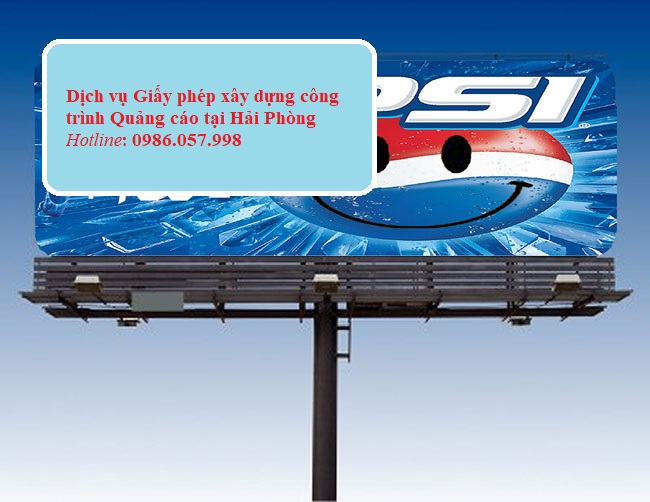 Dịch vụ Giấy phép xây dựng công
trình Quảng cáo tại Hải Phòng
Hotline: 0986.057.998
PSI